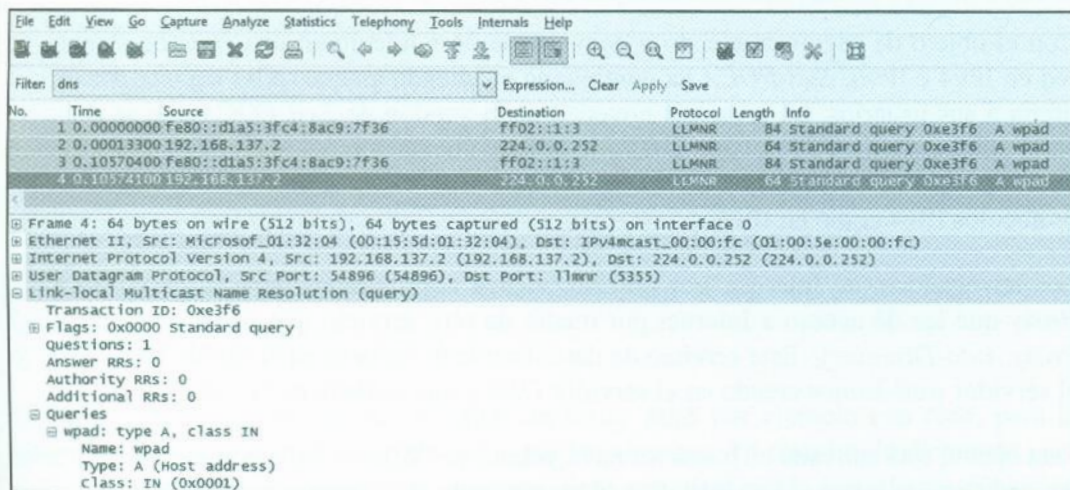 File Edit View Go Capture Analyze Statistics Telephony Tools Internals Help
Filter: dns Expression... Clear Apply Save
No. Time Source Destination Protocol Length Info
1 0.00000000 fe80::d1a5:3fc4:8ac9:7f36 ff02::1:3 LLMNR 84 Standard query 0xe3f6 A wpad
2 0.00013300 192.168.137.2 224.0.0.252 LLMNR 64 Standard query 0xe3f6 A wpad
3 0.10570400 fe80::d1a5:3fc4:8ac9:7f36 ff02::1:3 LLMNR 84 Standard query 0xe3f6 A wpad
4 0.10574100 192.168.137.2 224.0.0.252 LLMNR 64 Standard query 0xe3f6 A wpad
Frame 4: 64 bytes on wire (512 bits), 64 bytes captured (512 bits) on interface 0
Ethernet II, Src: Microsof_01:32:04 (00:15:5d:01:32:04), Dst: IPv4mcast_00:00:fc (01:00:5e:00:00:fc)
Internet Protocol Version 4, Src: 192.168.137.2 (192.168.137.2), Dst: 224.0.0.252 (224.0.0.252)
User Datagram Protocol, Src Port: 54896 (54896), Dst Port: llmnr (5355)
Link-local Multicast Name Resolution (query)
Transaction ID: 0xe3f6
Flags: 0x0000 Standard query
Questions: 1
Answer RRs: 0
Authority RRs: 0
Additional RRs: 0
Queries
wpad: type A, class IN
Name: wpad
Type: A (Host address)
Class: IN (0x0001)